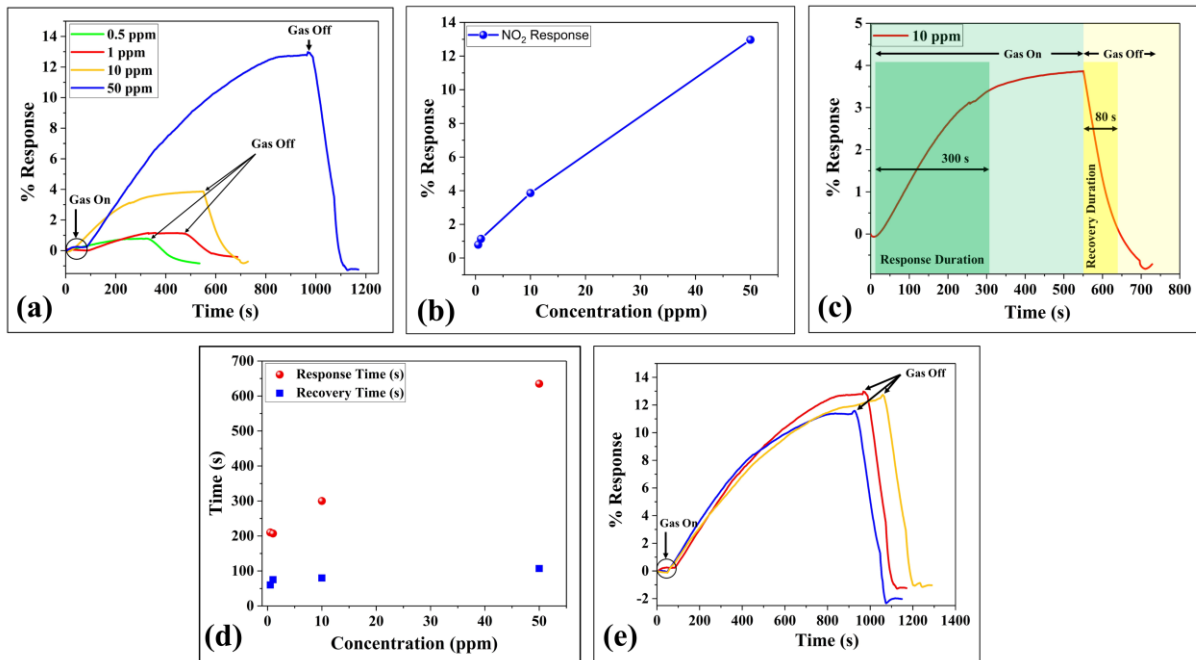 Gas Off
14
12
10
8
6
4
2
0
% Response
0.5 ppm
1 ppm
10 ppm
50 ppm
Gas On
Gas Off
0 200 400 600 800 1000 1200
Time (s)
(a)
14
12
10
8
6
4
2
0
% Response
NO₂ Response
0 10 20 30 40 50
Concentration (ppm)
(b)
5
4
3
2
1
0
-1
% Response
10 ppm
Gas On
Gas Off
80 s
300 s
Response Duration
Recovery Duration
0 100 200 300 400 500 600 700 800
Time (s)
(c)
700
600
500
400
300
200
100
0
Time (s)
Response Time (s)
Recovery Time (s)
0 10 20 30 40 50
Concentration (ppm)
(d)
14
12
10
8
6
4
2
0
-2
% Response
Gas Off
Gas On
0 200 400 600 800 1000 1200 1400
Time (s)
(e)